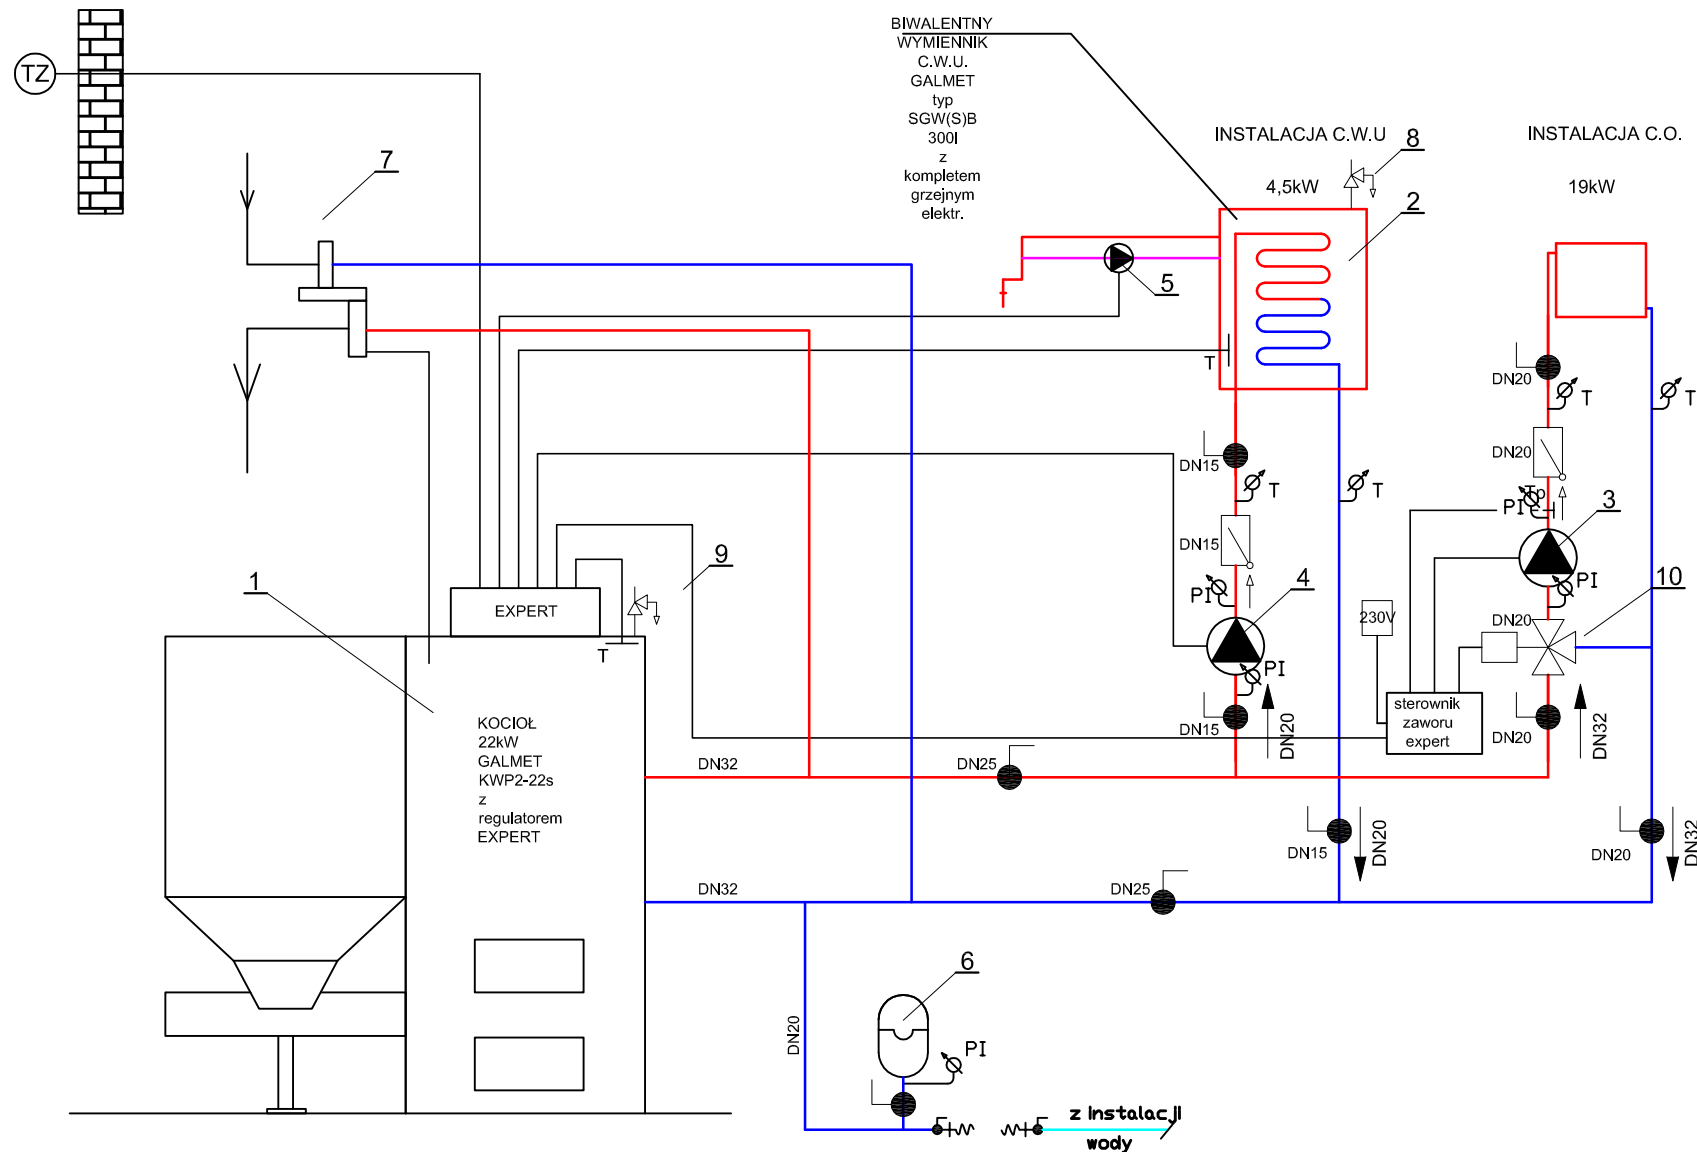 TZ
7
BIWALENTNY
WYMIENNIK
C.W.U.
GALMET
typ
SGW(S)B
300l
z
kompletem
grzejnym
elektr.
INSTALACJA C.W.U
4,5kW
8
2
INSTALACJA C.O.
19kW
5
T
DN20
T
T
DN15
T
T
DN20
Tp
PI
3
DN15
PI
4
PI
PI
DN20
10
230V
DN15
DN20
sterownik
zaworu
expert
DN20
DN32
1
EXPERT
9
T
KOCIOŁ
22kW
GALMET
KWP2-22s
z
regulatorem
EXPERT
DN32
DN25
DN15
DN20
DN20
DN32
DN32
DN25
6
DN20
PI
z instalacji
wody